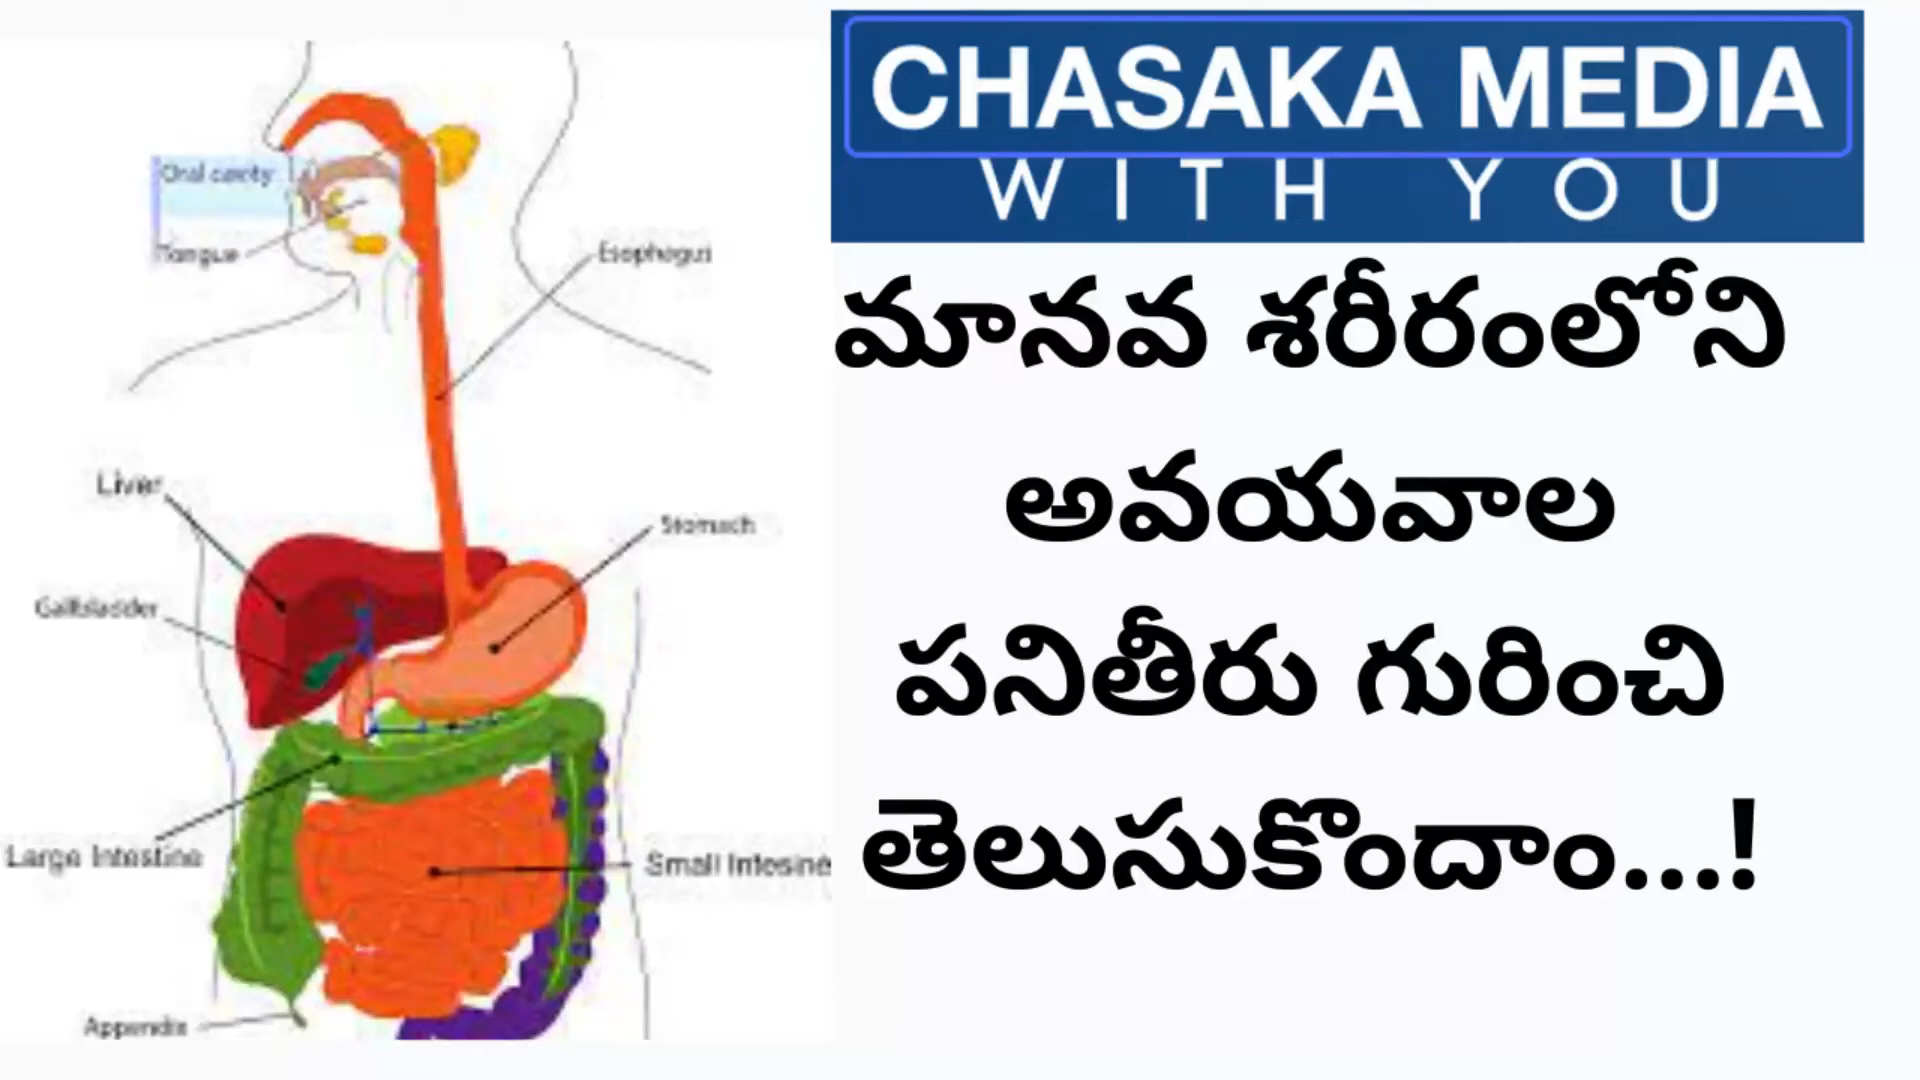 CHASAKA MEDIA
WITH YOU
మానవ శరీరంలోని
అవయవాల
పనితీరు గురించి
తెలుసుకొందాం...!
Oral cavity
Tongue
Esophagus
Liver
Stomach
Gallbladder
Large Intestine
Small Intesine
Appendix